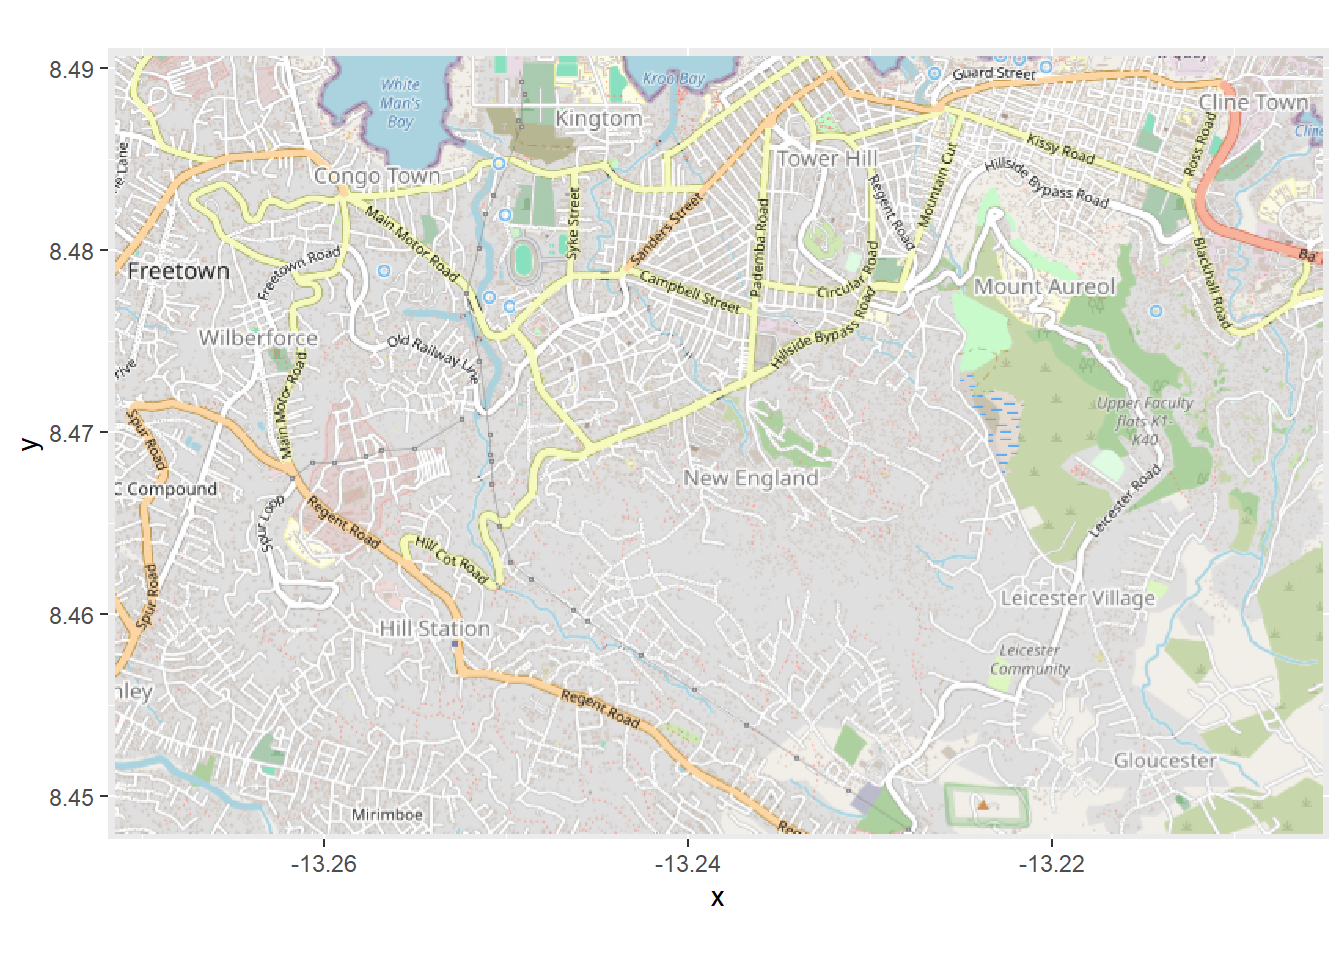 8.49
8.48
8.47
8.46
8.45
y
White
Man's
Bay
Kroo Bay
Guard Street
Kingtom
Cline Town
Tower Hill
Kissy Road
Ross Road
Lane
Congo Town
Hillside Bypass Road
Mountain Cut
Regent Road
Main Motor Road
Syke Street
Sanders Street
Pademba Road
Freetown
Freetown Road
Circular Road
Campbell Street
Mount Aureol
Blackhall Road
Wilberforce
Old Railway Line
Hillside Bypass Road
Main Motor Road
Upper Faculty
flats K1-
K40
Spur Road
New England
C Compound
Spur Loop
Regent Road
Leicester Road
Hill Cot Road
Spur Road
Hill Station
Leicester Village
Leicester
Community
nley
Regent Road
Gloucester
Mirimboe
Reg
-13.26
-13.24
-13.22
x